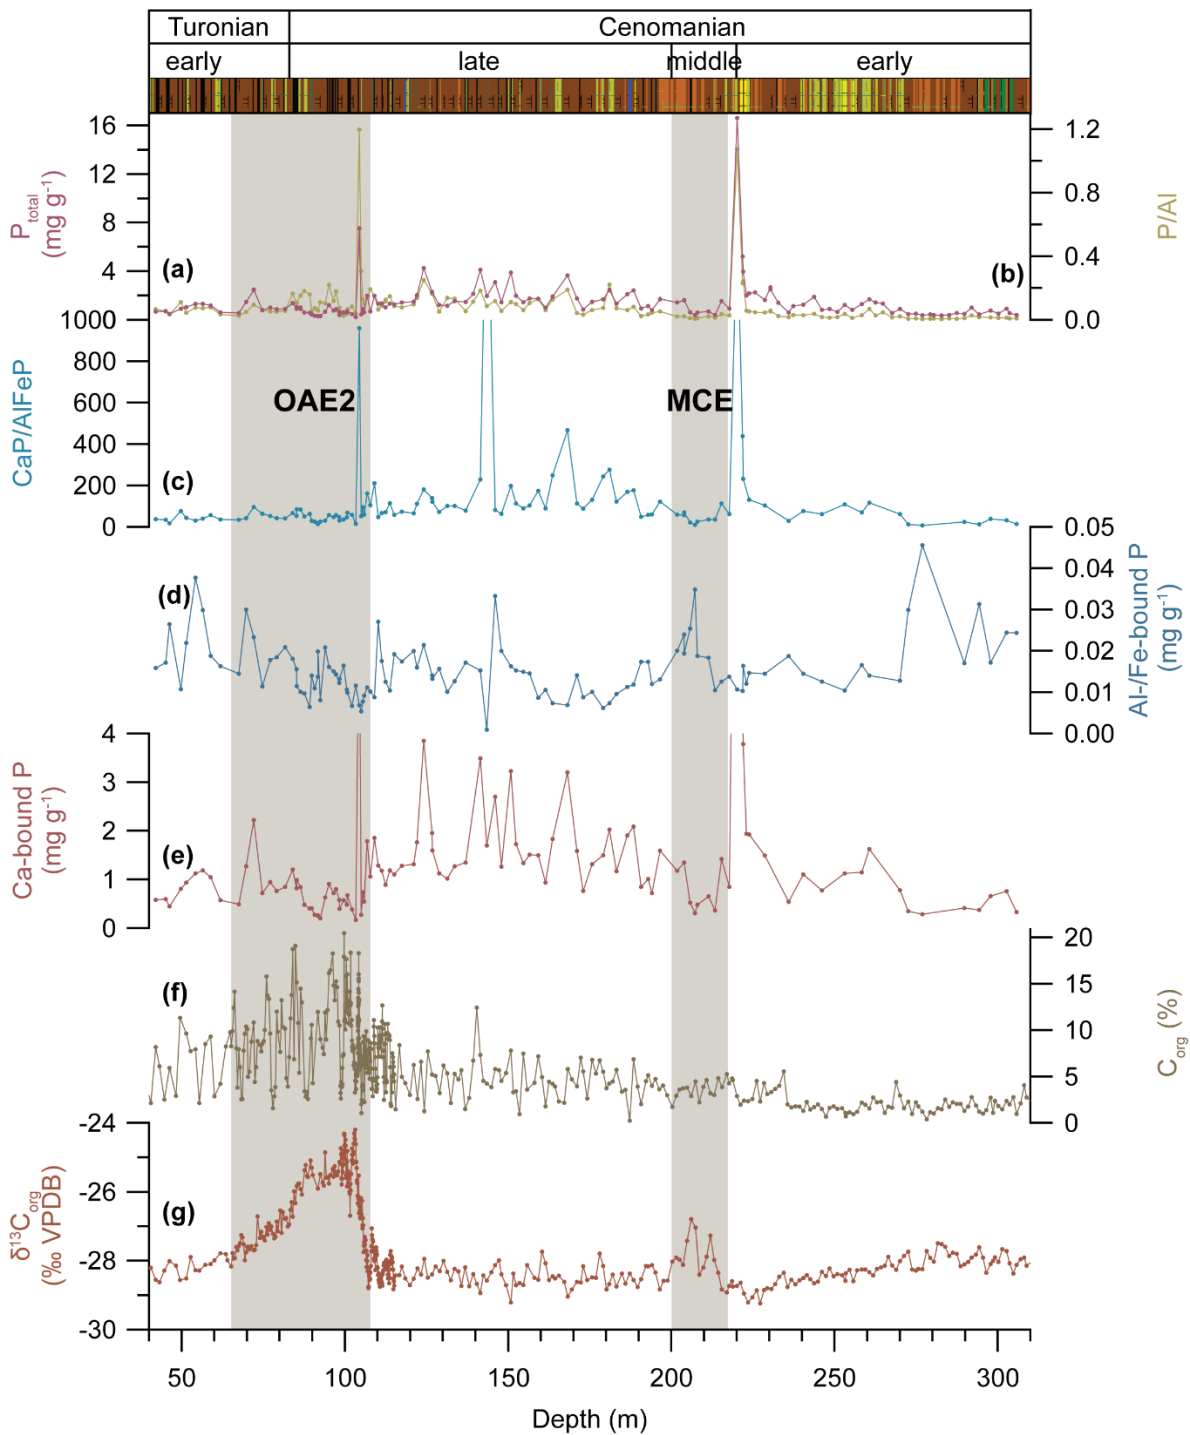 Turonian Cenomanian
early late middle early
16
12
8
4
P_total
(mg g⁻¹)
(a)
1.2
0.8
0.4
0.0
P/Al
(b)
1000
800
600
400
200
0
CaP/AlFeP
OAE2 MCE
(c)
0.05
0.04
0.03
0.02
0.01
0.00
Al-/Fe-bound P
(mg g⁻¹)
(d)
4
3
2
1
0
Ca-bound P
(mg g⁻¹)
(e)
20
15
10
5
0
C_org (%)
(f)
-24
-26
-28
-30
δ¹³C_org
(‰ VPDB)
(g)
50 100 150 200 250 300
Depth (m)